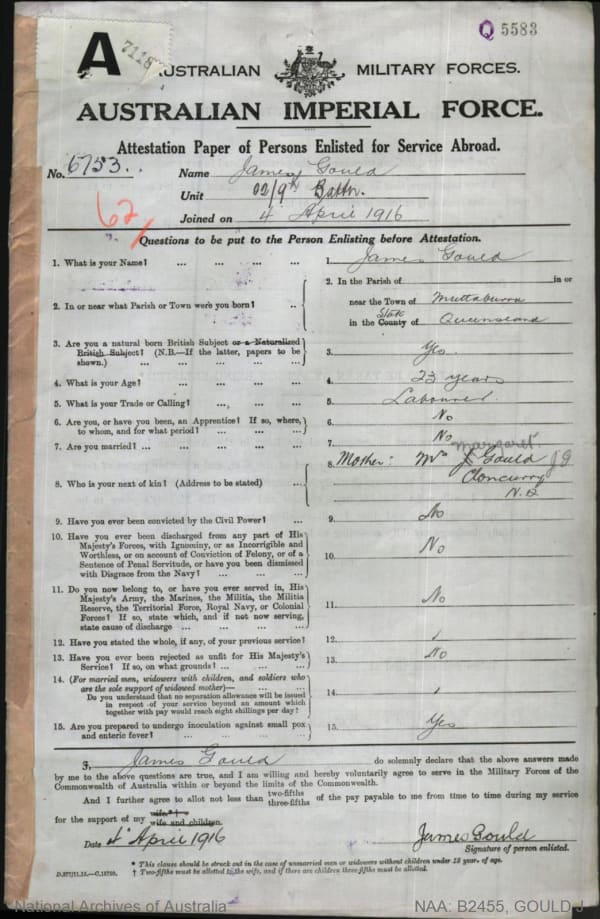 Q 5583
A 7118
AUSTRALIAN MILITARY FORCES.
AUSTRALIAN IMPERIAL FORCE.
Attestation Paper of Persons Enlisted for Service Abroad.
No. 6753. Name James Gould
62 Unit 22/9th Battn.
Joined on 4 April 1916
Questions to be put to the Person Enlisting before Attestation.
1. What is your Name? ... ... ... ... 1. James Gould
2. In or near what Parish or Town were you born? .. 2. In the Parish of in or
near the Town of Muttaburra
in the County of State Queensland
3. Are you a natural born British Subject or a Naturalized
British Subject? (N.B.—If the latter, papers to be
shown.) ... ... ... ... 3. Yes.
4. What is your Age? ... ... ... ... 4. 23 years
5. What is your Trade or Calling? ... ... ... 5. Labourer.
6. Are you, or have you been, an Apprentice? If so, where,
to whom, and for what period? ... ... ... 6. No
7. Are you married? ... ... ... ... 7. No
8. Who is your next of kin? (Address to be stated) ... 8. Mother: Mrs Margaret J Gould JG
Cloncurry
N.Q
9. Have you ever been convicted by the Civil Power? ... 9. No
10. Have you ever been discharged from any part of His
Majesty's Forces, with Ignominy, or as Incorrigible and
Worthless, or on account of Conviction of Felony, or of a
Sentence of Penal Servitude, or have you been dismissed
with Disgrace from the Navy? ... ... ... 10. No
11. Do you now belong to, or have you ever served in, His
Majesty's Army, the Marines, the Militia, the Militia
Reserve, the Territorial Force, Royal Navy, or Colonial
Forces? If so, state which, and if not now serving,
state cause of discharge ... ... ... ... 11. No
12. Have you stated the whole, if any, of your previous service? 12.
13. Have you ever been rejected as unfit for His Majesty's
Service? If so, on what grounds? ... ... ... 13. No
14. (For married men, widowers with children, and soldiers who
are the sole support of widowed mother)—
Do you understand that no separation allowance will be issued
in respect of your service beyond an amount which
together with pay would reach eight shillings per day? 14.
15. Are you prepared to undergo inoculation against small pox
and enteric fever? ... ... ... ... 15. Yes
I, James Gould do solemnly declare that the above answers made
by me to the above questions are true, and I am willing and hereby voluntarily agree to serve in the Military Forces of the
Commonwealth of Australia within or beyond the limits of the Commonwealth.
And I further agree to allot not less than two-fifths three-fifths of the pay payable to me from time to time during my service
for the support of my wife* † wife and children.
Date 4 April 1916 James Gould
Signature of person enlisted.
* This clause should be struck out in the case of unmarried men or widowers without children under 18 years of age.
† Two-fifths must be allotted to the wife, and if there are children three-fifths must be allotted.
National Archives of Australia NAA: B2455, GOULD J